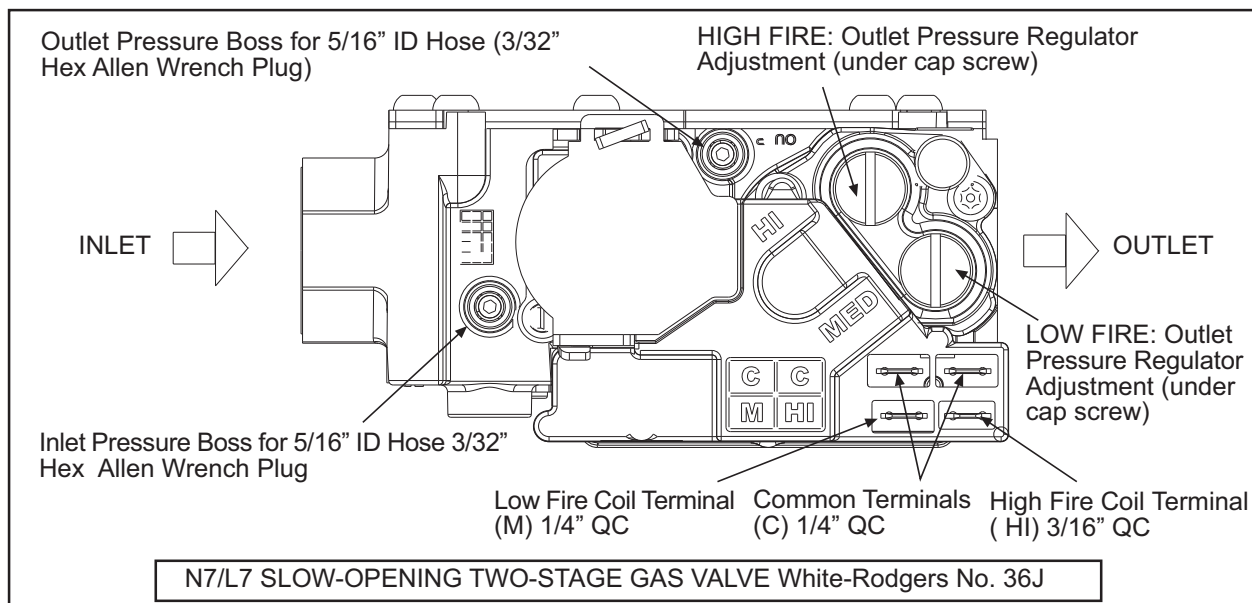 Outlet Pressure Boss for 5/16” ID Hose (3/32”
Hex Allen Wrench Plug)
HIGH FIRE: Outlet Pressure Regulator
Adjustment (under cap screw)
INLET
OUTLET
HI
MED
C C
M HI
LOW FIRE: Outlet
Pressure Regulator
Adjustment (under
cap screw)
Inlet Pressure Boss for 5/16” ID Hose 3/32”
Hex Allen Wrench Plug
Low Fire Coil Terminal
(M) 1/4” QC
Common Terminals
(C) 1/4” QC
High Fire Coil Terminal
( HI) 3/16” QC
N7/L7 SLOW-OPENING TWO-STAGE GAS VALVE White-Rodgers No. 36J